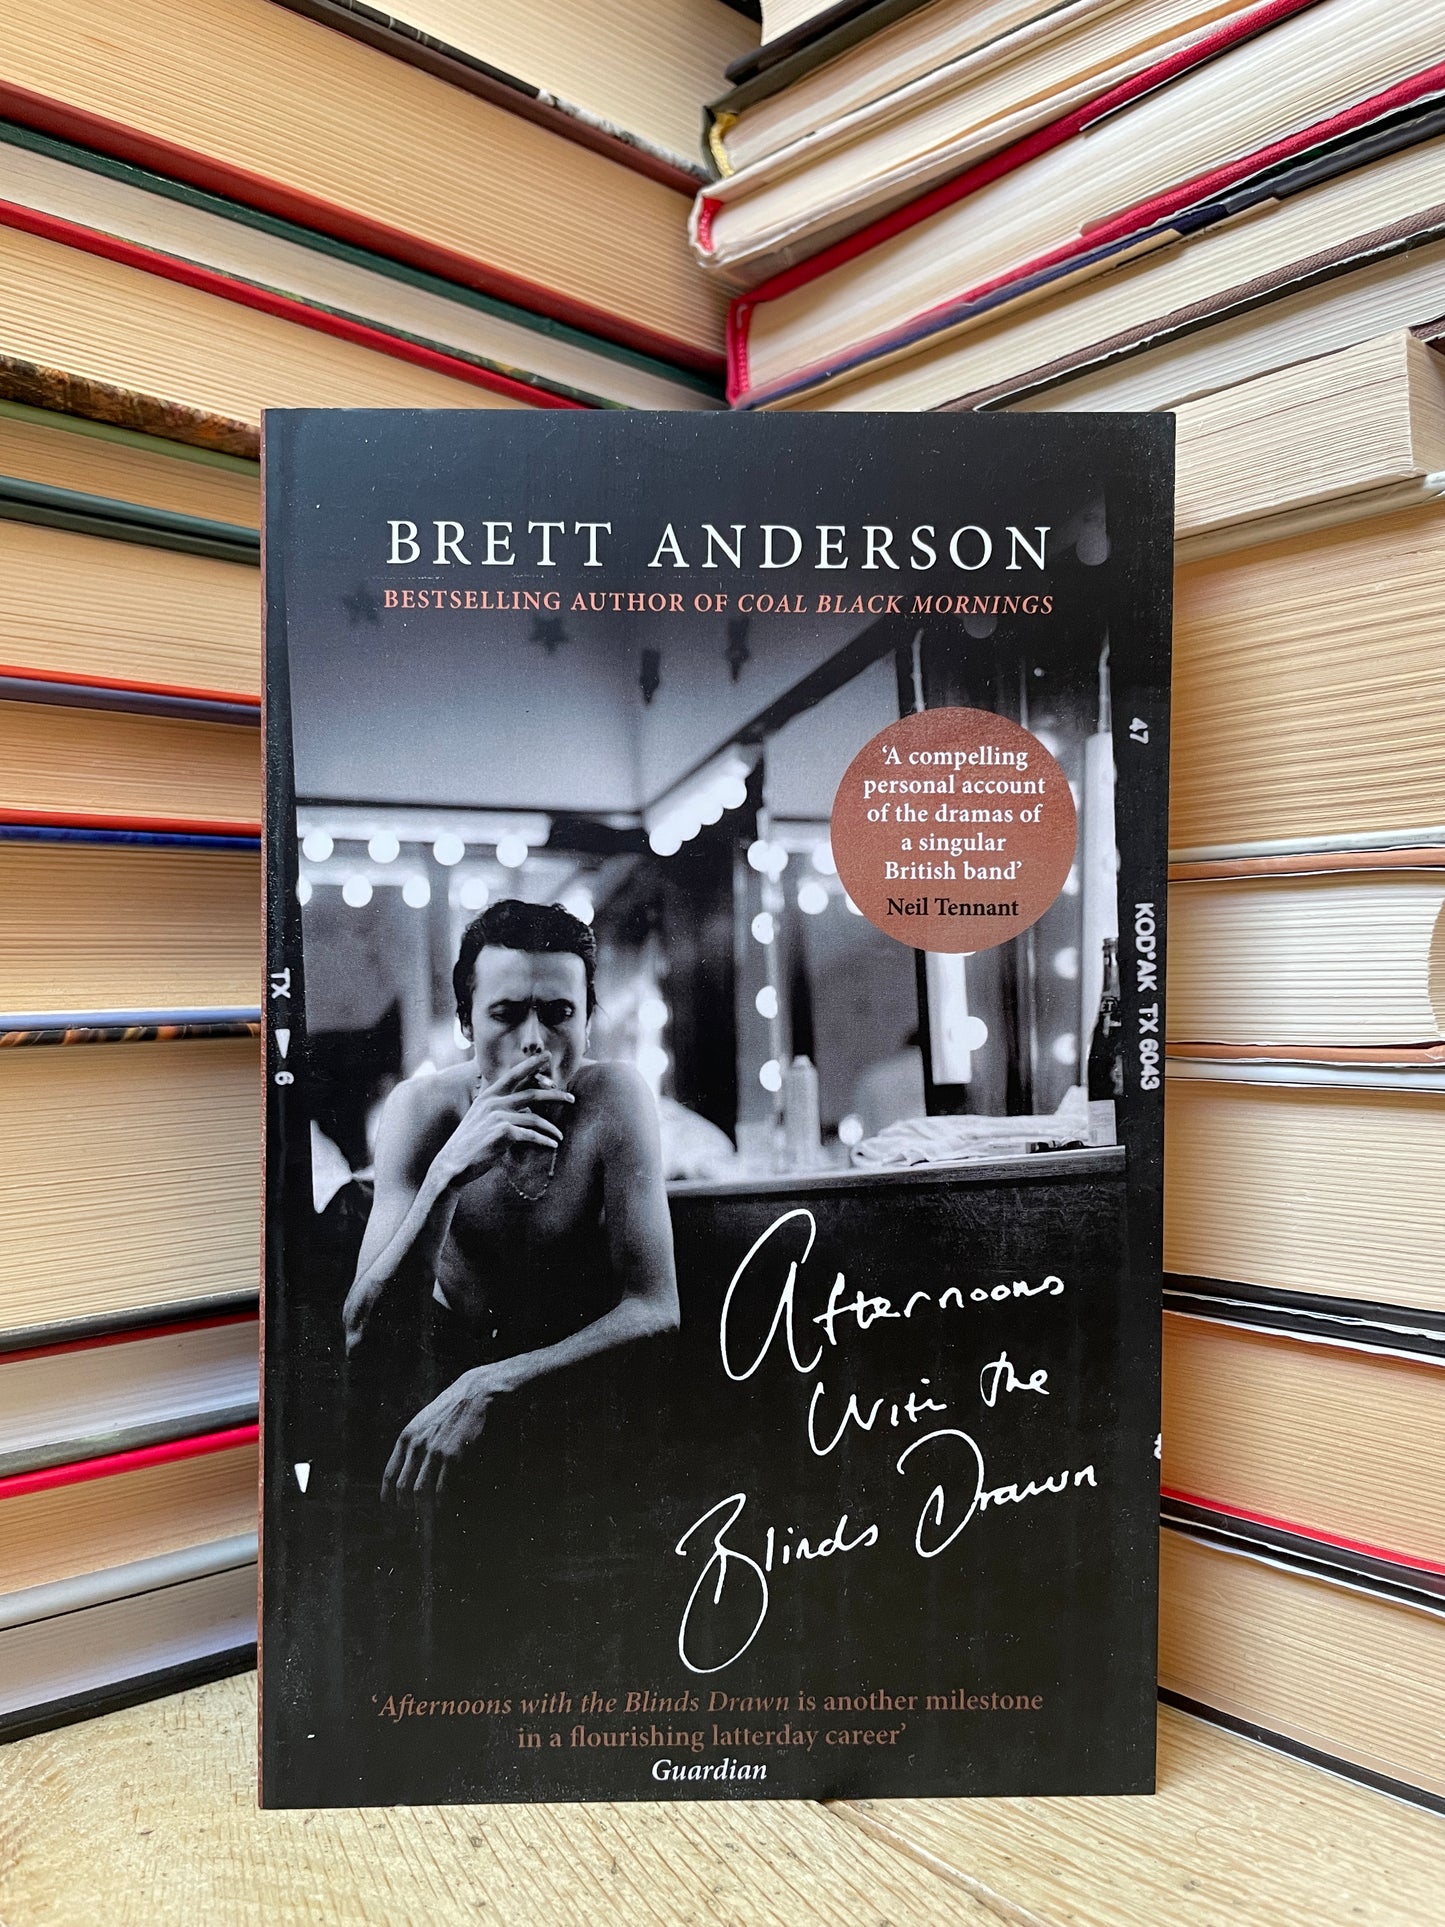 BRETT ANDERSON
BESTSELLING AUTHOR OF COAL BLACK MORNINGS
‘A compelling
personal account
of the dramas of
a singular
British band’
Neil Tennant
47
KOD*AK TX 6043
TX
6
Afternoons
With the
Blinds Drawn
‘Afternoons with the Blinds Drawn is another milestone
in a flourishing latterday career’
Guardian